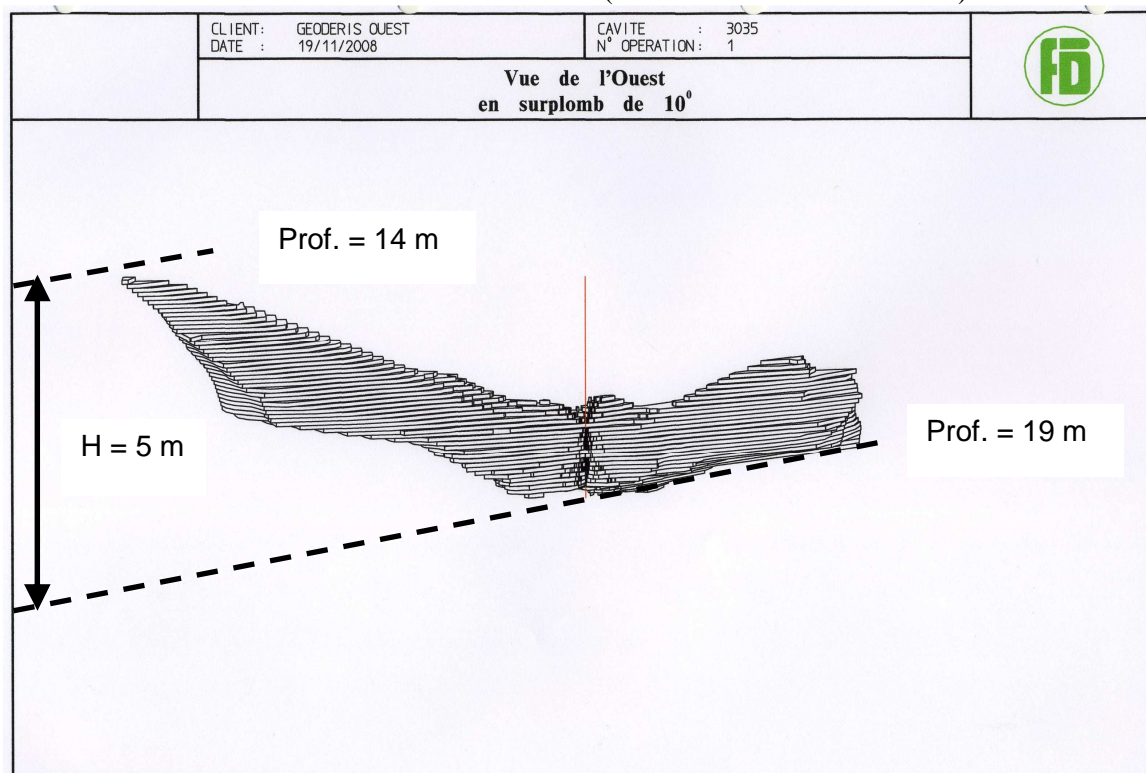 CLIENT: GEODERIS OUEST
DATE : 19/11/2008
CAVITE : 3035
N° OPERATION: 1
Vue de l'Ouest
en surplomb de 10°
FD
Prof. = 14 m
H = 5 m
Prof. = 19 m